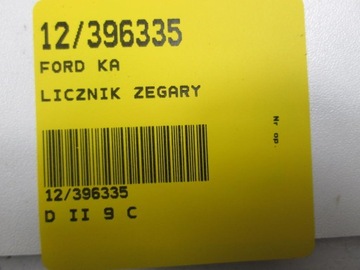 12/396335
FORD KA
LICZNIK ZEGARY
Nr op.
12/396335
D II 9 C